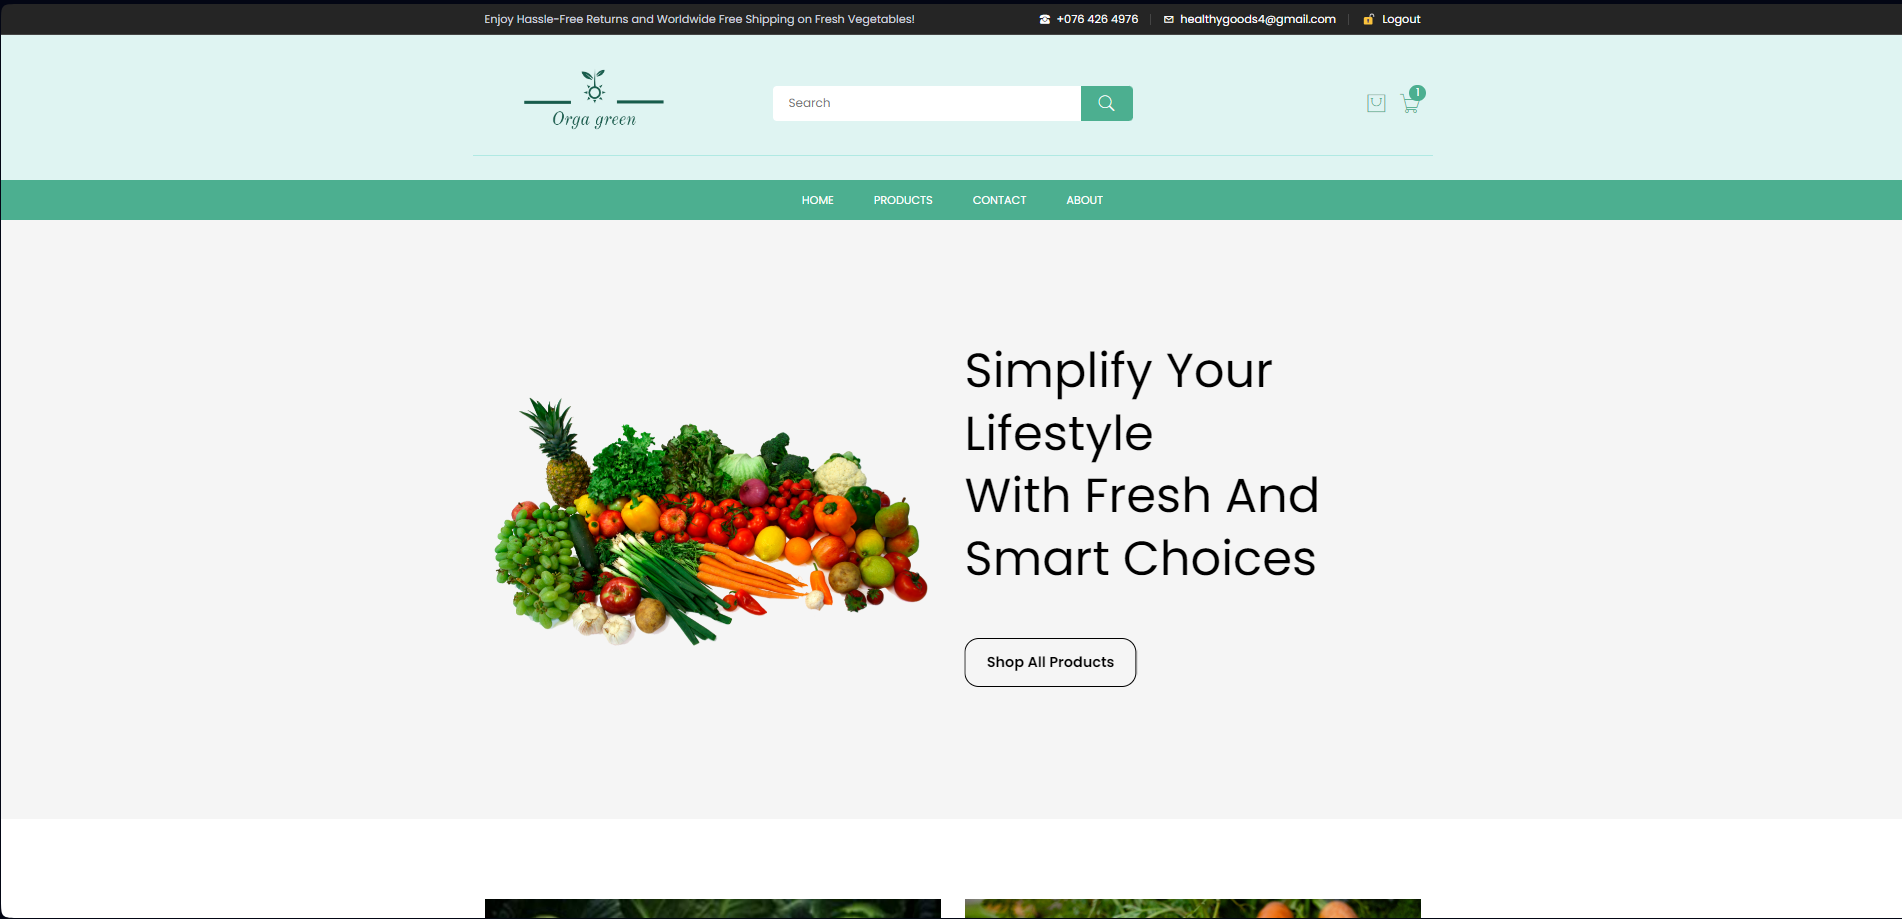 Enjoy Hassle-Free Returns and Worldwide Free Shipping on Fresh Vegetables!
+076 426 4976
healthygoods4@gmail.com
Logout
Orga green
Search
1
HOME
PRODUCTS
CONTACT
ABOUT
Simplify Your
Lifestyle
With Fresh And
Smart Choices
Shop All Products